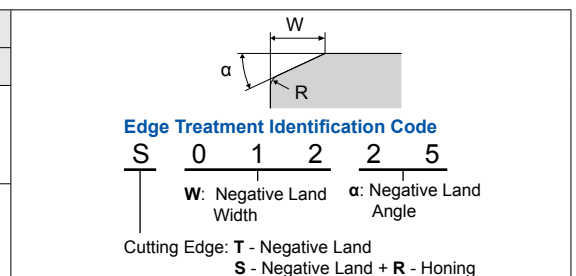 W
α
R
Edge Treatment Identification Code
S 0 1 2 2 5
W: Negative Land Width
α: Negative Land Angle
Cutting Edge: T - Negative Land
S - Negative Land + R - Honing